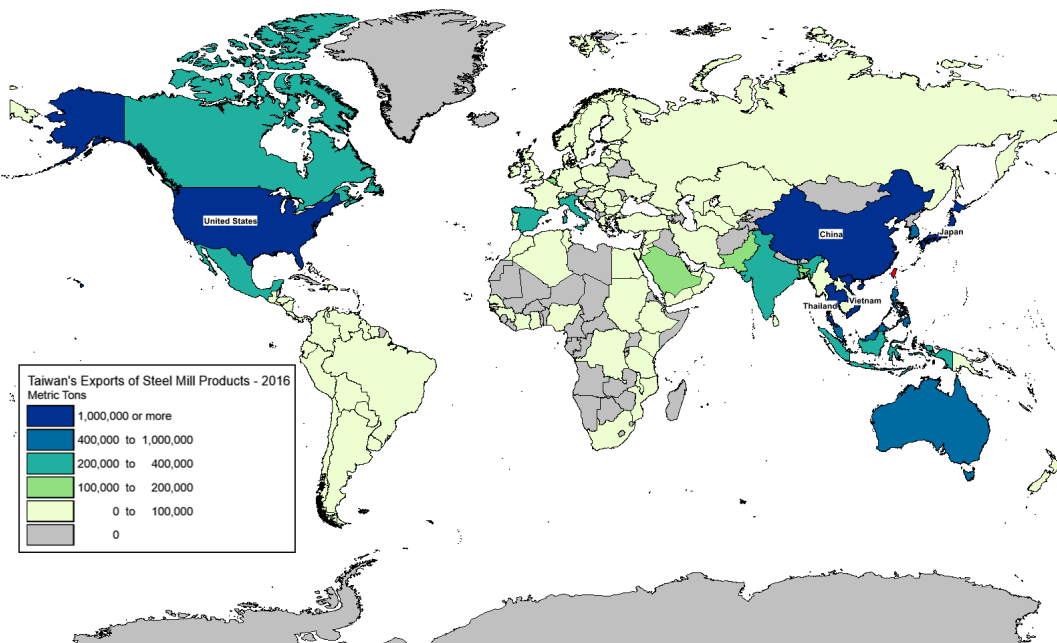 United States
China
Japan
Thailand
Vietnam
Taiwan's Exports of Steel Mill Products - 2016
Metric Tons
1,000,000 or more
400,000 to 1,000,000
200,000 to 400,000
100,000 to 200,000
0 to 100,000
0